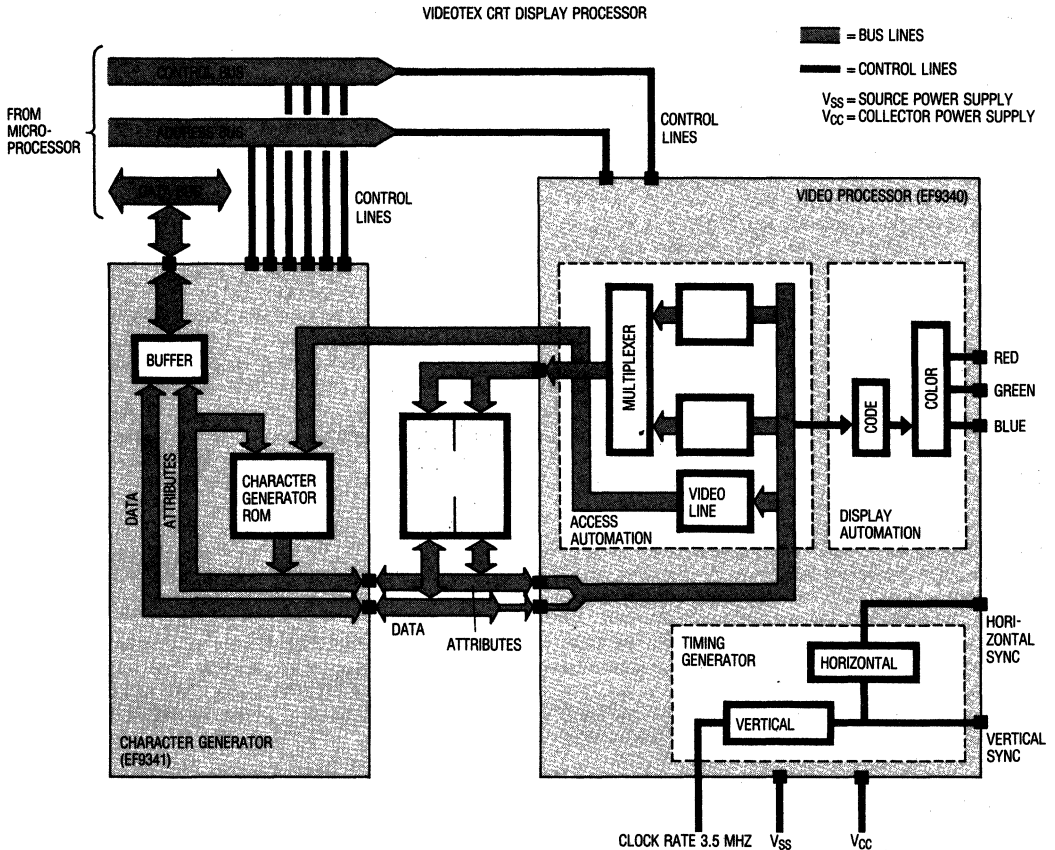 VIDEOTEX CRT DISPLAY PROCESSOR
= BUS LINES
= CONTROL LINES
VSS = SOURCE POWER SUPPLY
VCC = COLLECTOR POWER SUPPLY
CONTROL BUS
FROM
MICRO-
PROCESSOR
ADDRESS BUS
CONTROL
LINES
DATA BUS
CONTROL
LINES
VIDEO PROCESSOR (EF9340)
BUFFER
MULTIPLEXER
CODE
COLOR
RED
GREEN
BLUE
DATA
ATTRIBUTES
CHARACTER
GENERATOR
ROM
VIDEO
LINE
ACCESS
AUTOMATION
DISPLAY
AUTOMATION
DATA
ATTRIBUTES
HORI-
ZONTAL
SYNC
TIMING
GENERATOR
HORIZONTAL
VERTICAL
VERTICAL
SYNC
CHARACTER GENERATOR
(EF9341)
CLOCK RATE 3.5 MHZ
VSS
VCC